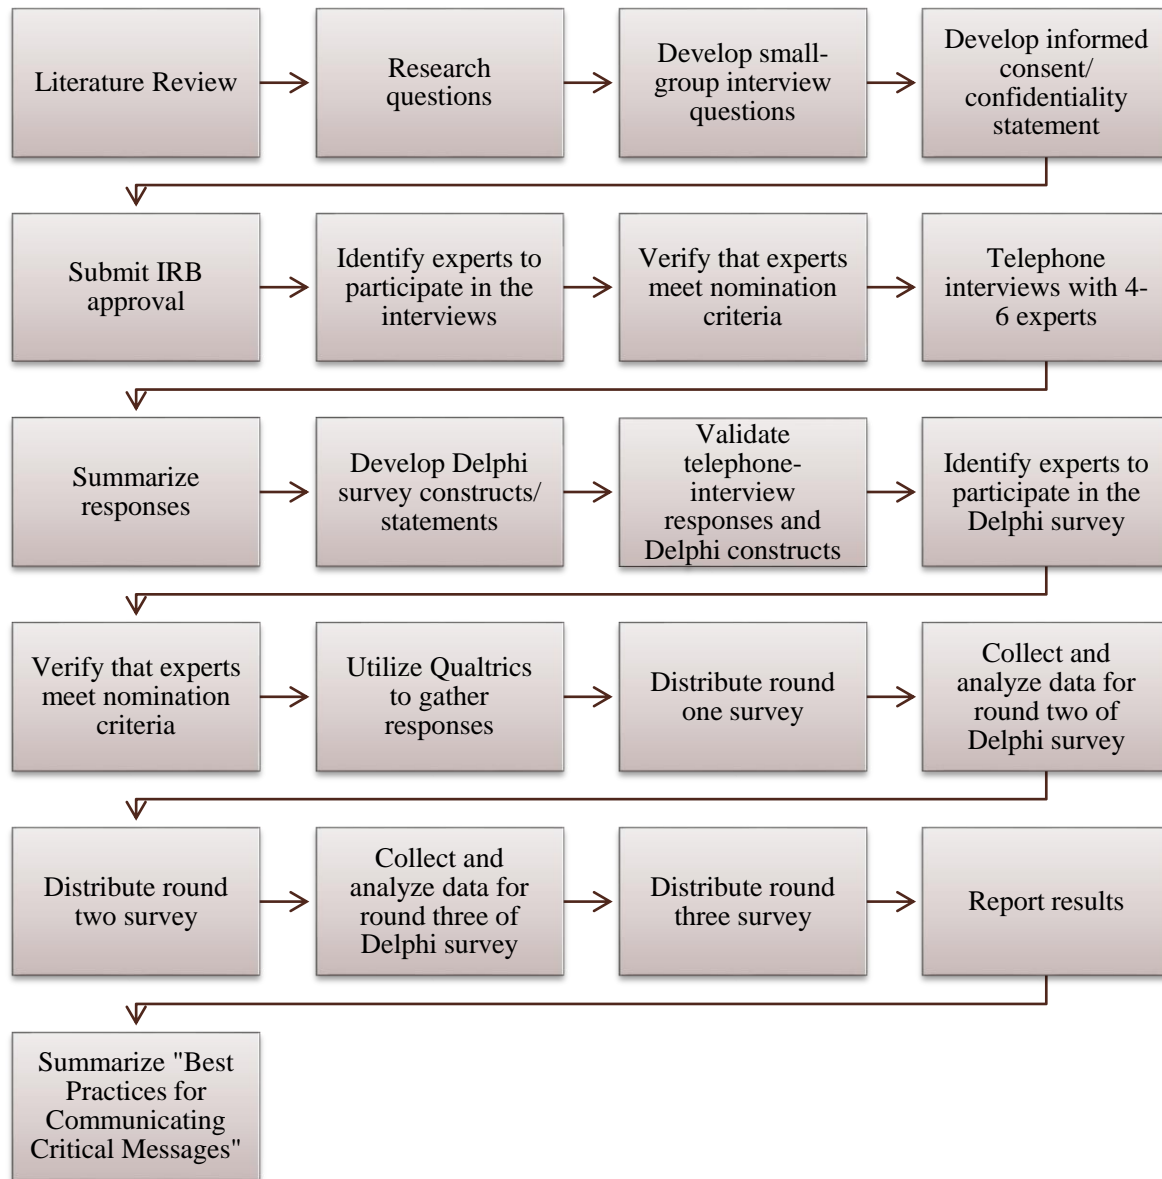 Literature Review
Research
questions
Develop small-
group interview
questions
Develop informed
consent/
confidentiality
statement
Submit IRB
approval
Identify experts to
participate in the
interviews
Verify that experts
meet nomination
criteria
Telephone
interviews with 4-
6 experts
Summarize
responses
Develop Delphi
survey constructs/
statements
Validate
telephone-
interview
responses and
Delphi constructs
Identify experts to
participate in the
Delphi survey
Verify that experts
meet nomination
criteria
Utilize Qualtrics
to gather
responses
Distribute round
one survey
Collect and
analyze data for
round two of
Delphi survey
Distribute round
two survey
Collect and
analyze data for
round three of
Delphi survey
Distribute round
three survey
Report results
Summarize "Best
Practices for
Communicating
Critical Messages"